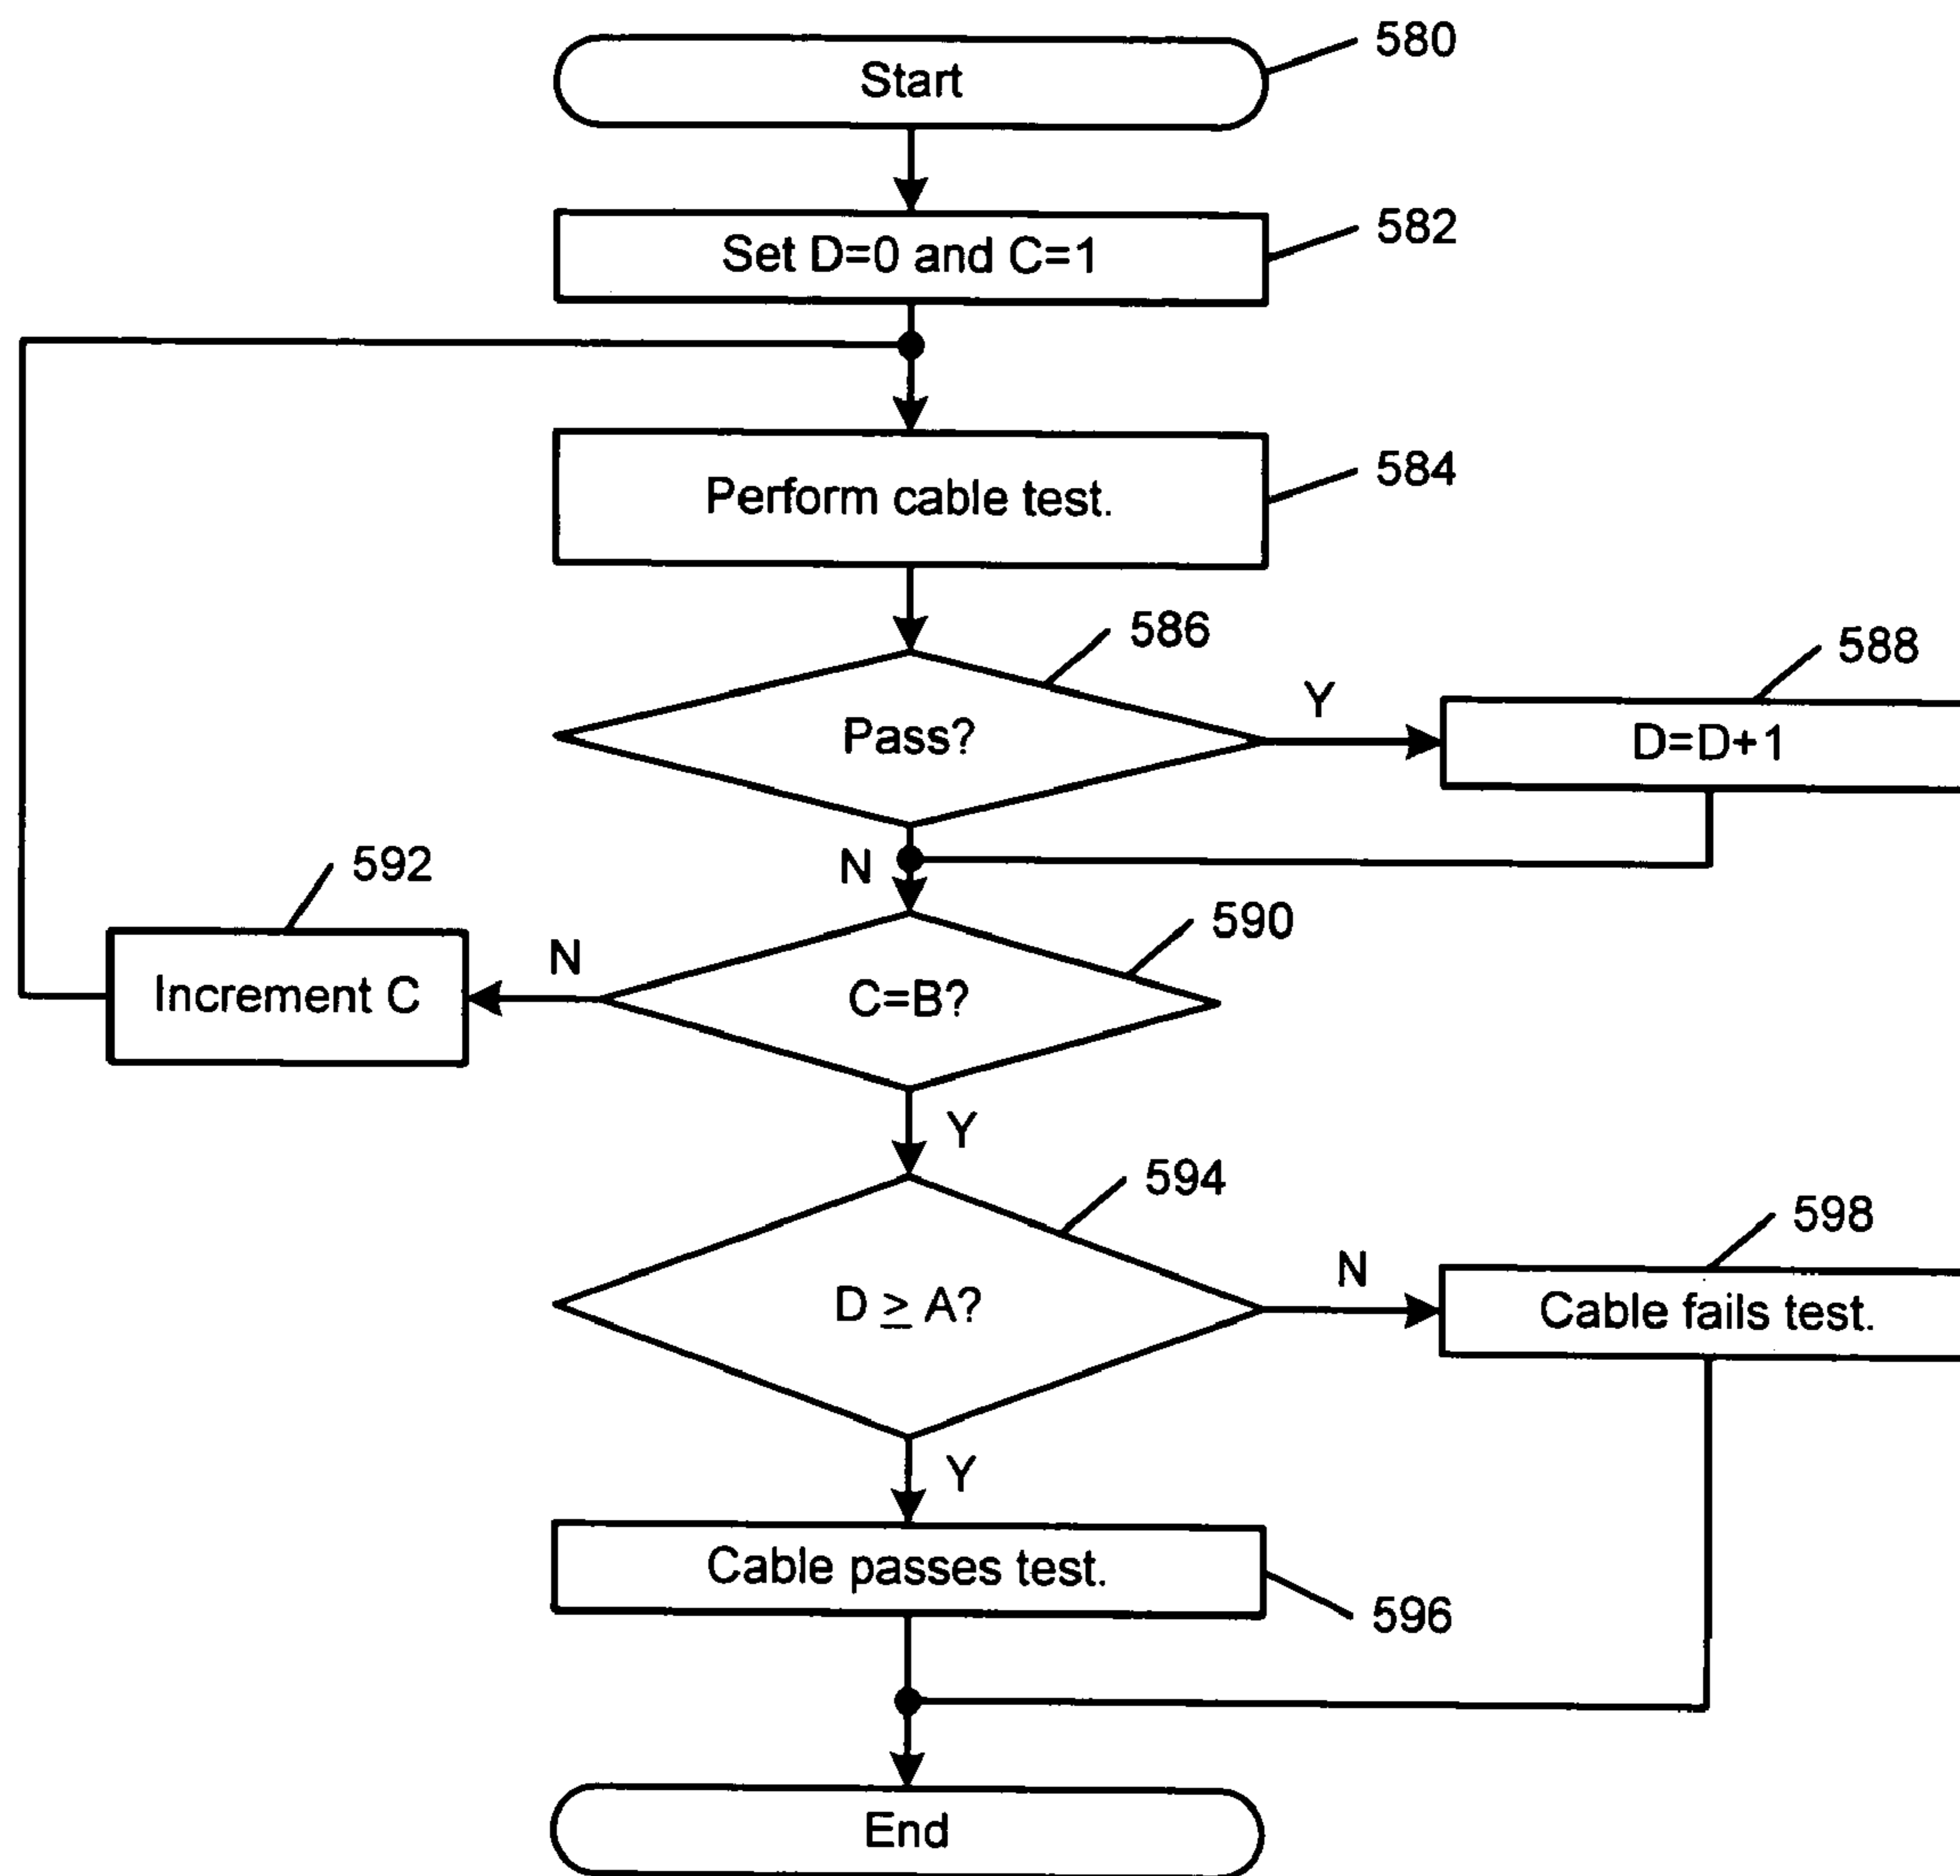 Start
580
Set D=0 and C=1
582
Perform cable test.
584
586
Pass?
Y
588
D=D+1
N
592
590
Increment C
N
C=B?
Y
594
D ≥ A?
N
598
Cable fails test.
Y
Cable passes test.
596
End